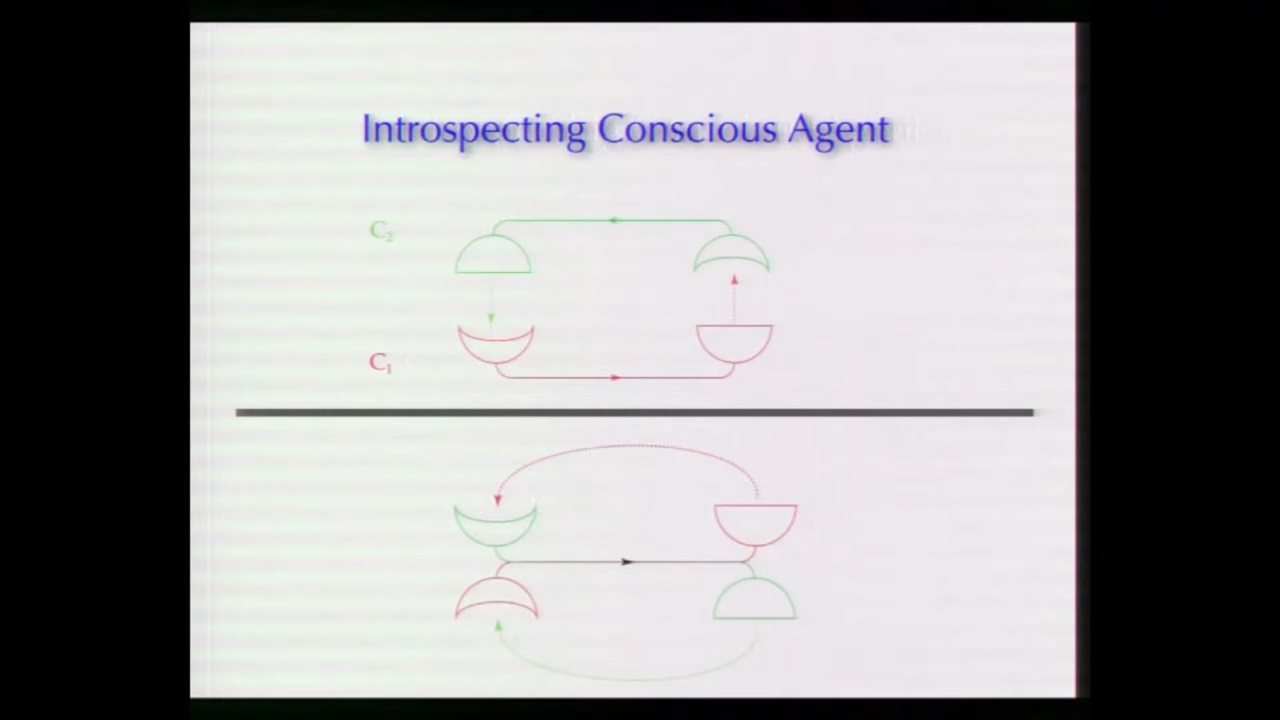 Introspecting Conscious Agent
C₂
C₁